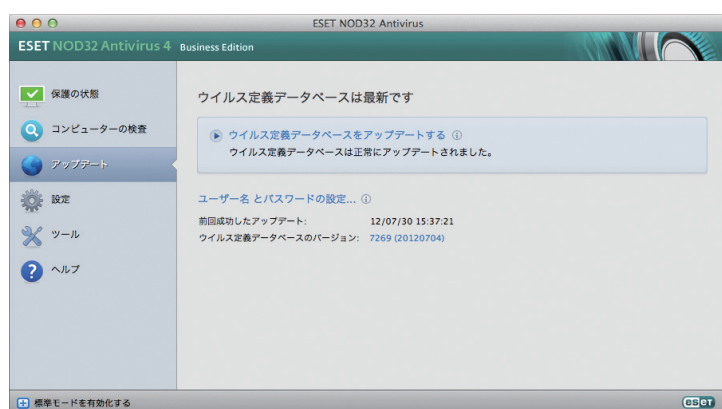 ESET NOD32 Antivirus
ESET NOD32 Antivirus 4 Business Edition
保護の状態
コンピューターの検査
アップデート
設定
ツール
ヘルプ
ウイルス定義データベースは最新です
ウイルス定義データベースをアップデートする
ウイルス定義データベースは正常にアップデートされました。
ユーザー名 とパスワードの設定...
前回成功したアップデート: 12/07/30 15:37:21
ウイルス定義データベースのバージョン: 7269 (20120704)
標準モードを有効化する
eseT